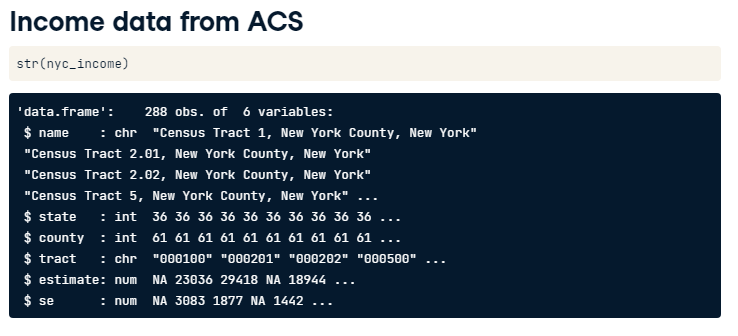 Income data from ACS
str(nyc_income)
'data.frame':    288 obs. of  6 variables:
 $ name    : chr  "Census Tract 1, New York County, New York"
 "Census Tract 2.01, New York County, New York"
 "Census Tract 2.02, New York County, New York"
 "Census Tract 5, New York County, New York" ...
 $ state   : int  36 36 36 36 36 36 36 36 36 36 ...
 $ county  : int  61 61 61 61 61 61 61 61 61 61 ...
 $ tract   : chr  "000100" "000201" "000202" "000500" ...
 $ estimate: num  NA 23036 29418 NA 18944 ...
 $ se      : num  NA 3083 1877 NA 1442 ...